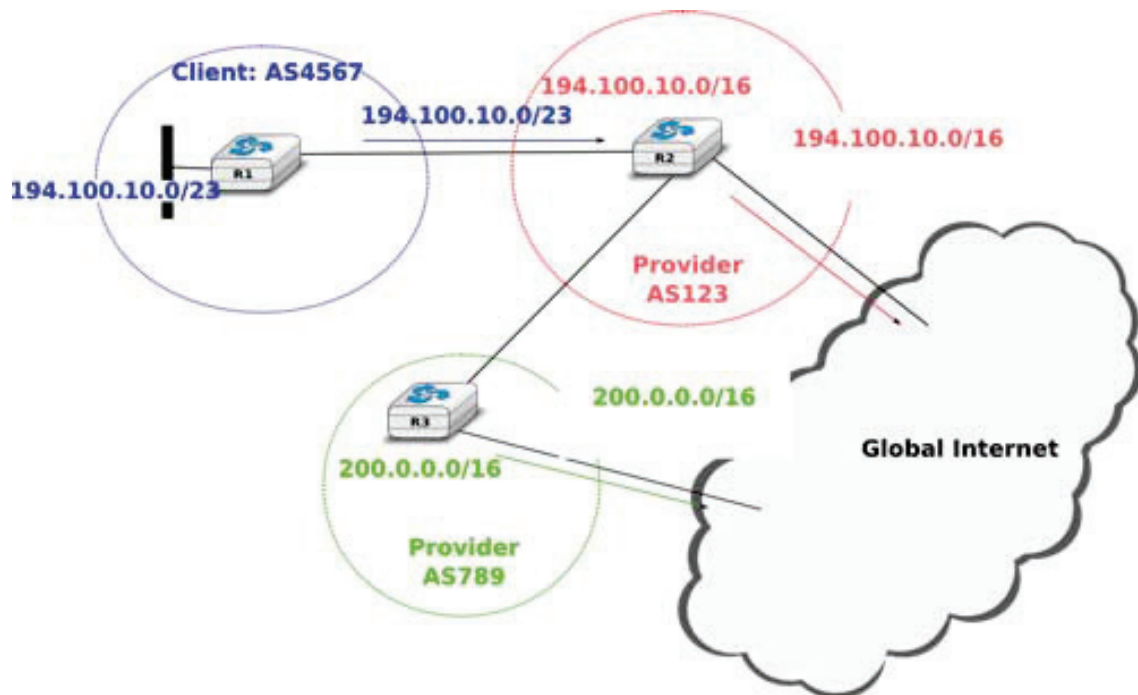 Client: AS4567
194.100.10.0/16
194.100.10.0/23
194.100.10.0/16
R1
R2
194.100.10.0/23
Provider
AS123
200.0.0.0/16
R3
200.0.0.0/16
Global Internet
Provider
AS789